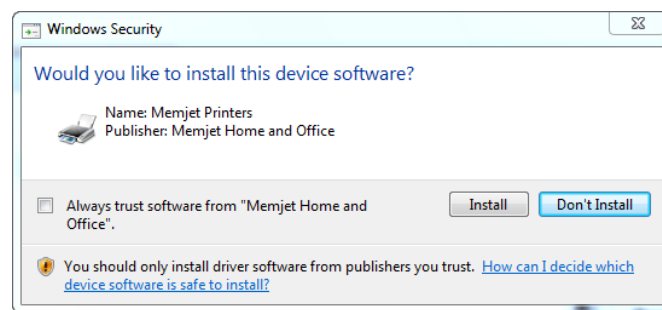 Windows Security
Would you like to install this device software?
Name: Memjet Printers
Publisher: Memjet Home and Office
Always trust software from "Memjet Home and
Office".
Install
Don't Install
You should only install driver software from publishers you trust. How can I decide which
device software is safe to install?